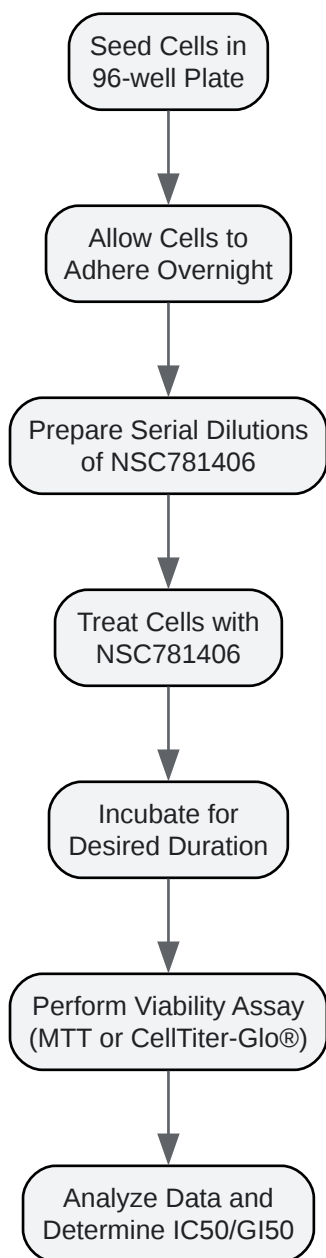 Seed Cells in
96-well Plate
Allow Cells to
Adhere Overnight
Prepare Serial Dilutions
of NSC781406
Treat Cells with
NSC781406
Incubate for
Desired Duration
Perform Viability Assay
(MTT or CellTiter-Glo®)
Analyze Data and
Determine IC50/GI50